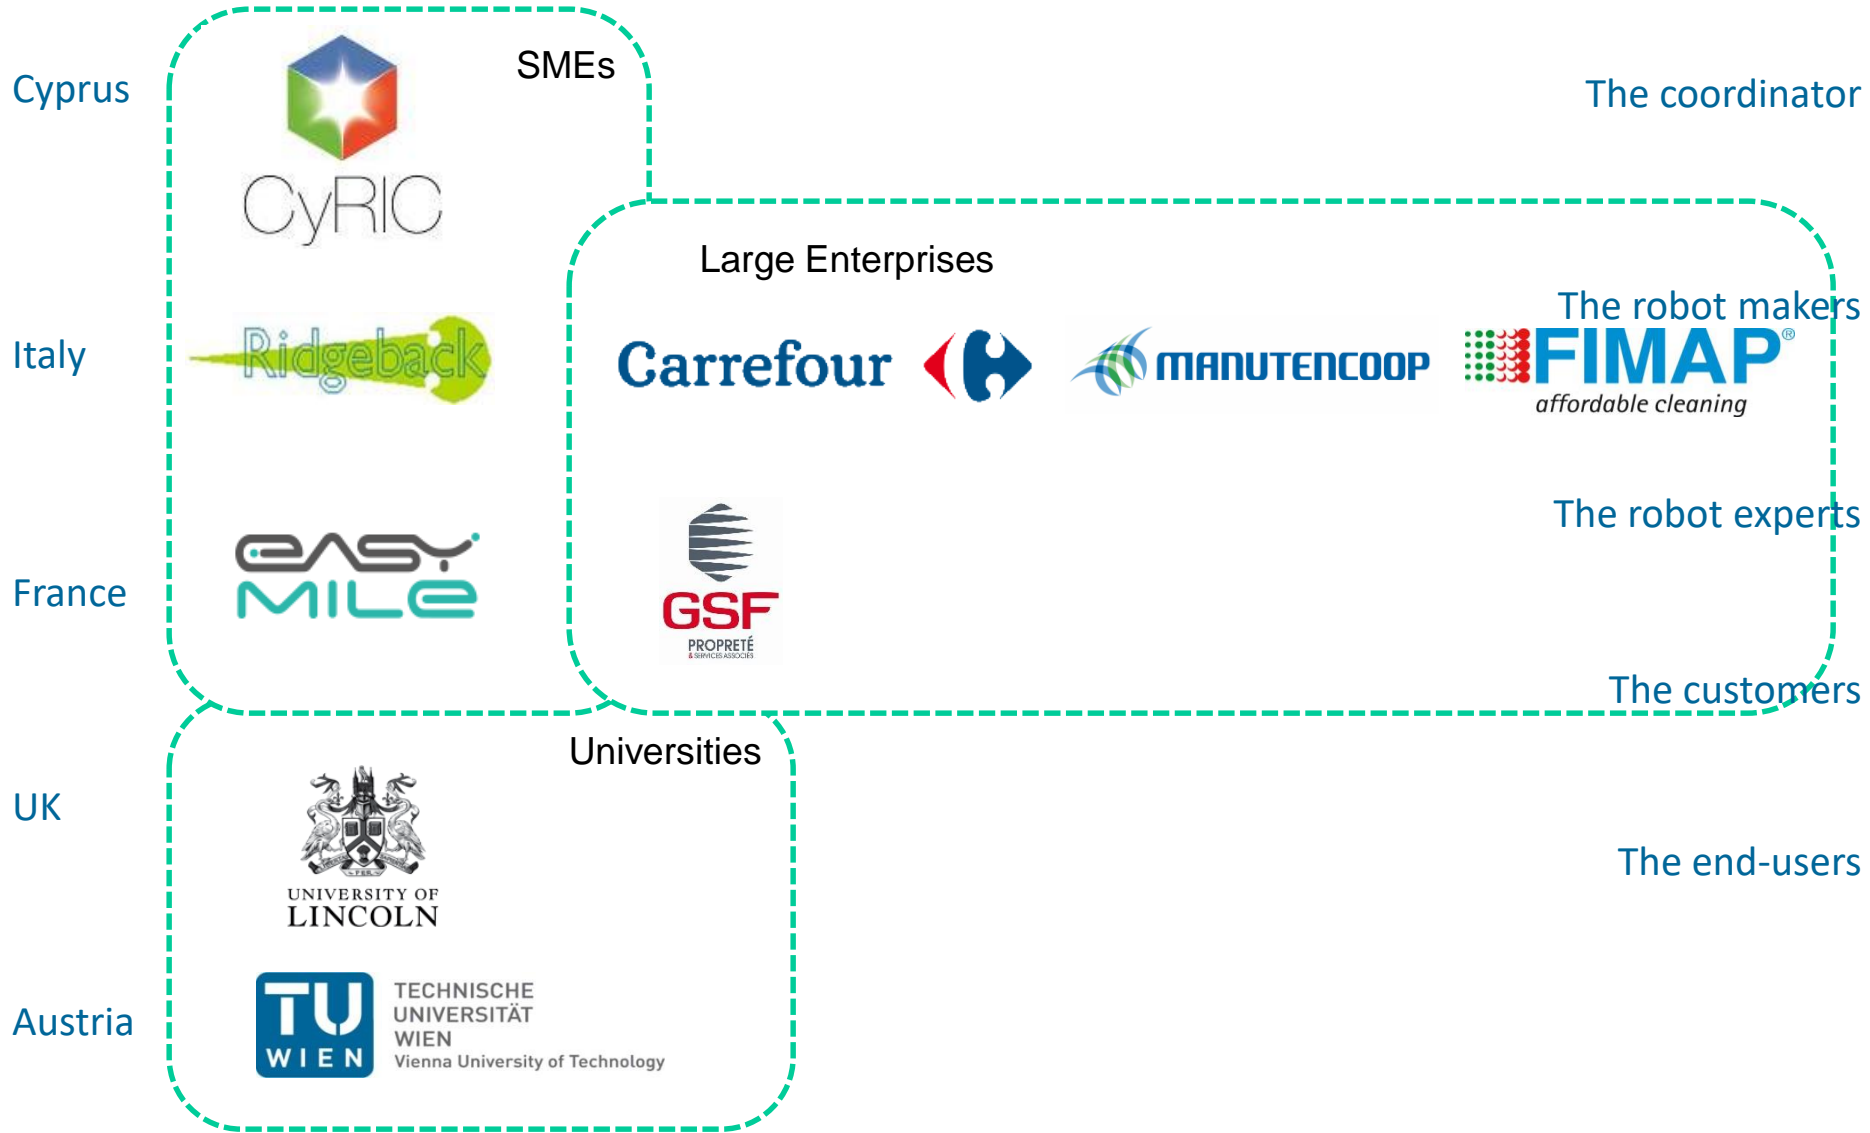 SMEs
Cyprus
The coordinator
CyRIC
Large Enterprises
The robot makers
Italy
Ridgeback
Carrefour
MANUTENCOOP
FIMAP®
affordable cleaning
The robot experts
EASY
MILE
France
GSF
PROPRETÉ
& SERVICES ASSOCIÉS
The customers
Universities
UK
The end-users
UNIVERSITY OF
LINCOLN
Austria
TU
WIEN
TECHNISCHE
UNIVERSITÄT
WIEN
Vienna University of Technology